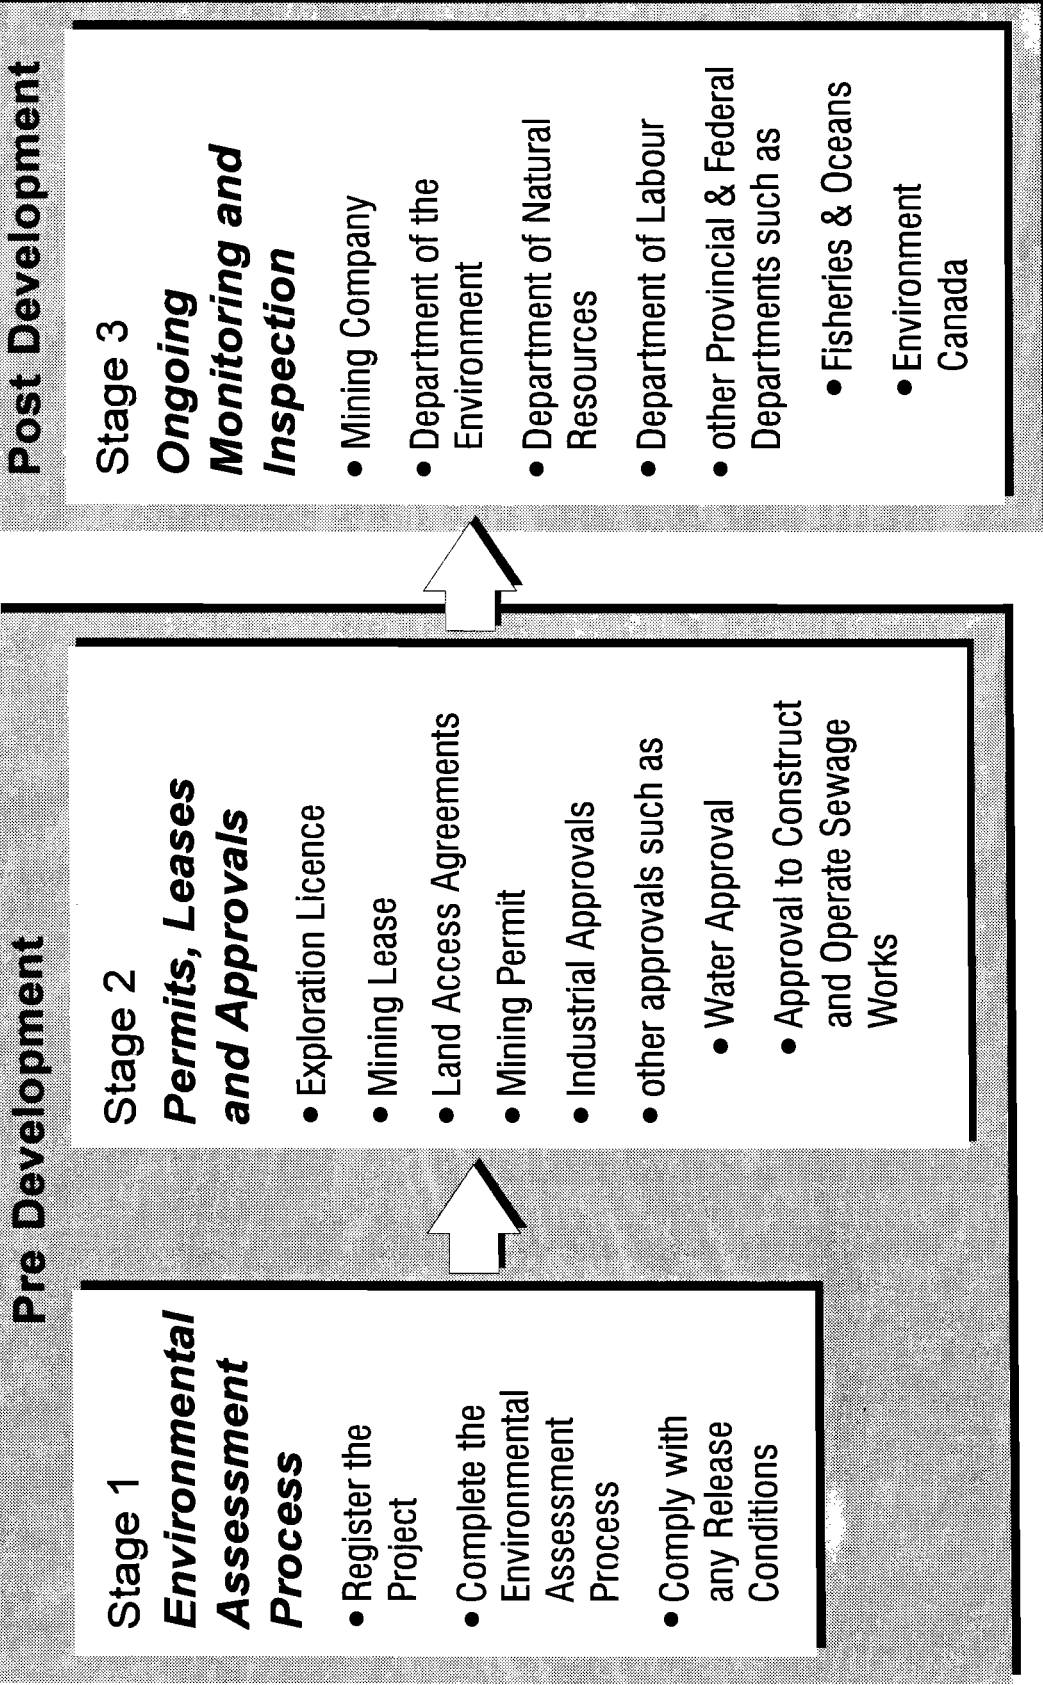 Pre Development
Stage 1
Environmental
Assessment
Process
• Register the
Project
• Complete the
Environmental
Assessment
Process
• Comply with
any Release
Conditions
Stage 2
Permits, Leases
and Approvals
• Exploration Licence
• Mining Lease
• Land Access Agreements
• Mining Permit
• Industrial Approvals
• other approvals such as
• Water Approval
• Approval to Construct
and Operate Sewage
Works
Post Development
Stage 3
Ongoing
Monitoring and
Inspection
• Mining Company
• Department of the
Environment
• Department of Natural
Resources
• Department of Labour
• other Provincial & Federal
Departments such as
• Fisheries & Oceans
• Environment
Canada